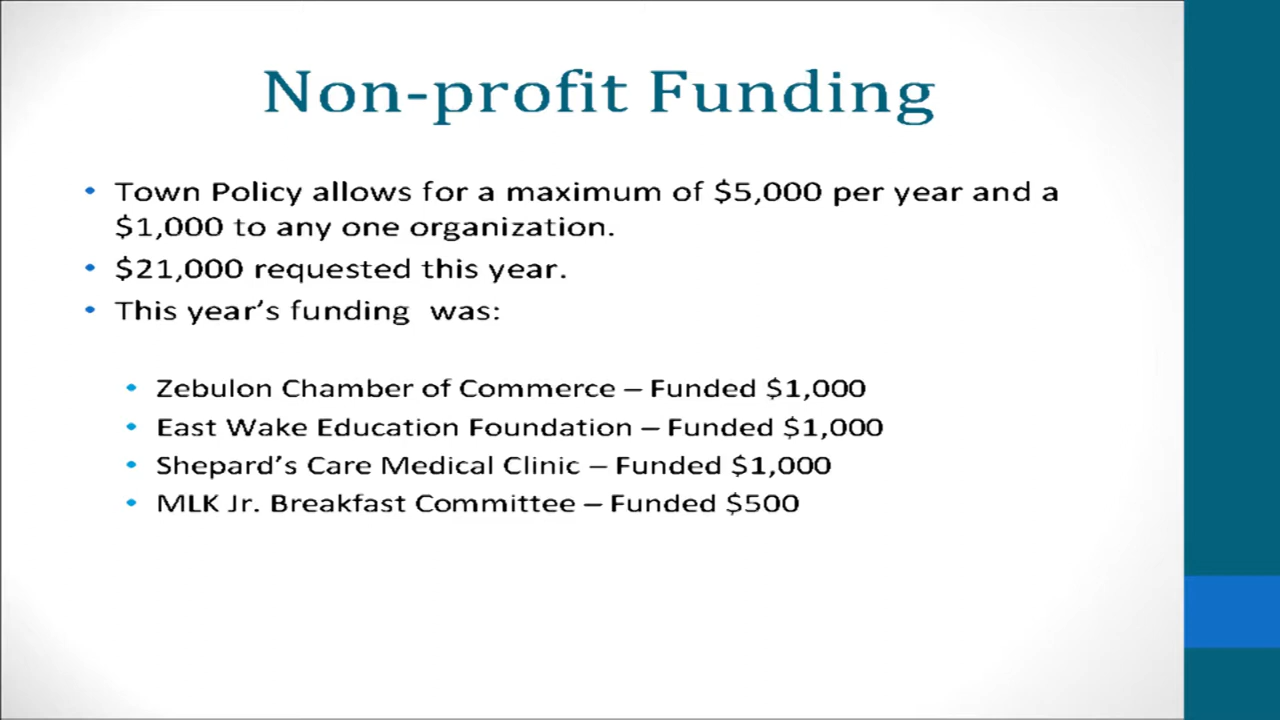 Non-profit Funding
• Town Policy allows for a maximum of $5,000 per year and a
$1,000 to any one organization.
• $21,000 requested this year.
• This year's funding  was:
• Zebulon Chamber of Commerce – Funded $1,000
• East Wake Education Foundation – Funded $1,000
• Shepard's Care Medical Clinic – Funded $1,000
• MLK Jr. Breakfast Committee – Funded $500